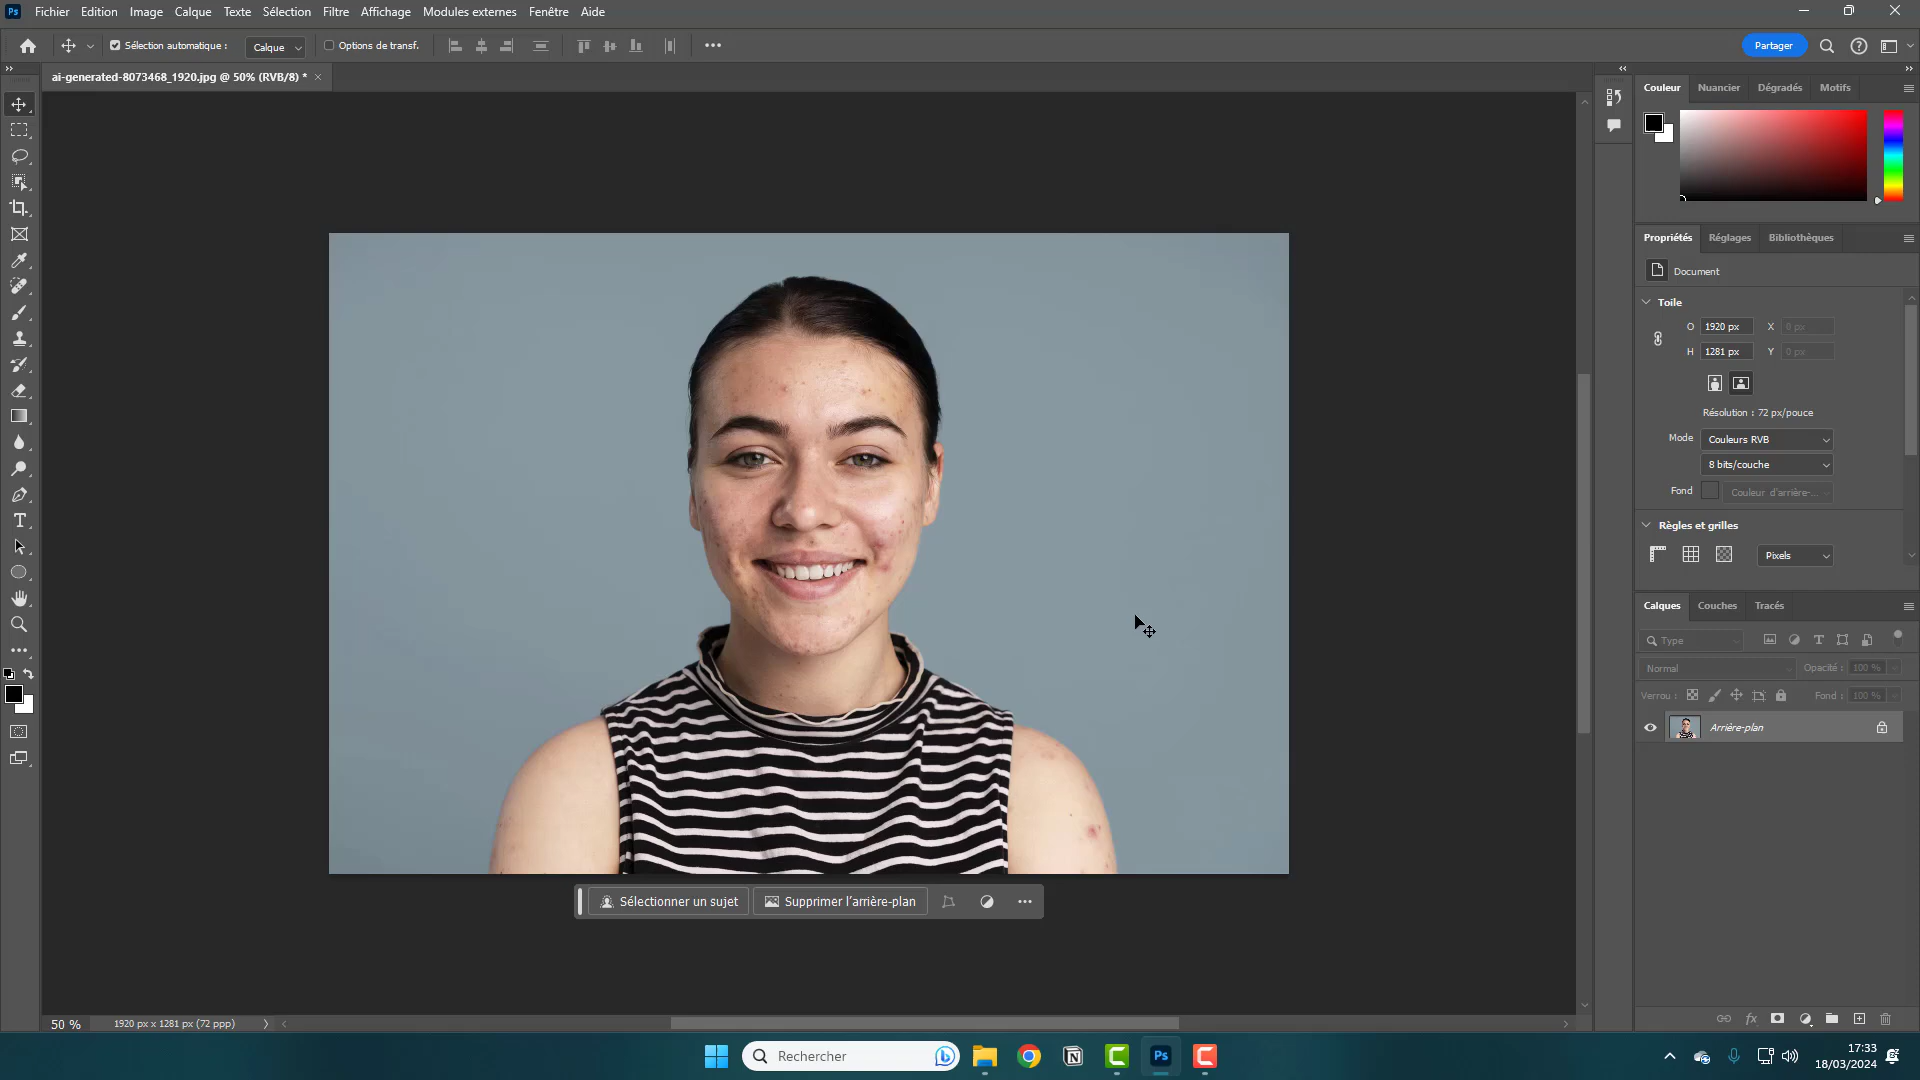 Ps Fichier Edition Image Calque Texte Sélection Filtre Affichage Modules externes Fenêtre Aide
Sélection automatique : Calque Options de transf. Partager
ai-generated-8073468_1920.jpg @ 50% (RVB/8) *
Couleur Nuancier Dégradés Motifs
Propriétés Réglages Bibliothèques
Document
Toile
O 1920 px X 0 px
H 1281 px Y 0 px
Résolution : 72 px/pouce
Mode Couleurs RVB
8 bits/couche
Fond Couleur d'arrière-...
Règles et grilles
Pixels
Calques Couches Tracés
Type
Normal Opacité : 100 %
Verrou : Fond : 100 %
Arrière-plan
Sélectionner un sujet Supprimer l'arrière-plan
50 % 1920 px x 1281 px (72 ppp)
fx
Rechercher
Ps
17:33
18/03/2024